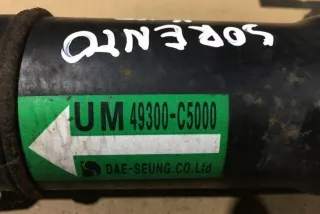 SORENTO
UM 49300-C5000
DAE-SEUNG.CO.Ltd